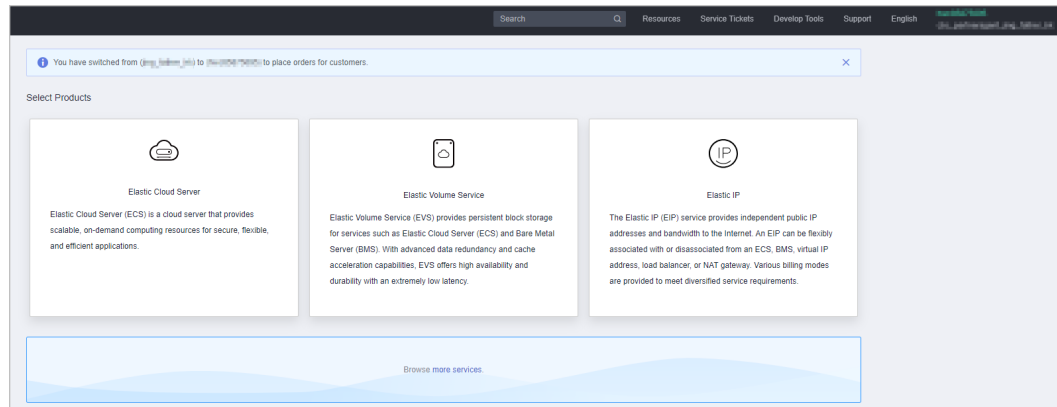 Search Resources Service Tickets Develop Tools Support English
You have switched from ( ) to ( ) to place orders for customers.
Select Products
Elastic Cloud Server
Elastic Cloud Server (ECS) is a cloud server that provides
scalable, on-demand computing resources for secure, flexible,
and efficient applications.
Elastic Volume Service
Elastic Volume Service (EVS) provides persistent block storage
for services such as Elastic Cloud Server (ECS) and Bare Metal
Server (BMS). With advanced data redundancy and cache
acceleration capabilities, EVS offers high availability and
durability with an extremely low latency.
IP
Elastic IP
The Elastic IP (EIP) service provides independent public IP
addresses and bandwidth to the Internet. An EIP can be flexibly
associated with or disassociated from an ECS, BMS, virtual IP
address, load balancer, or NAT gateway. Various billing modes
are provided to meet diversified service requirements.
Browse more services.